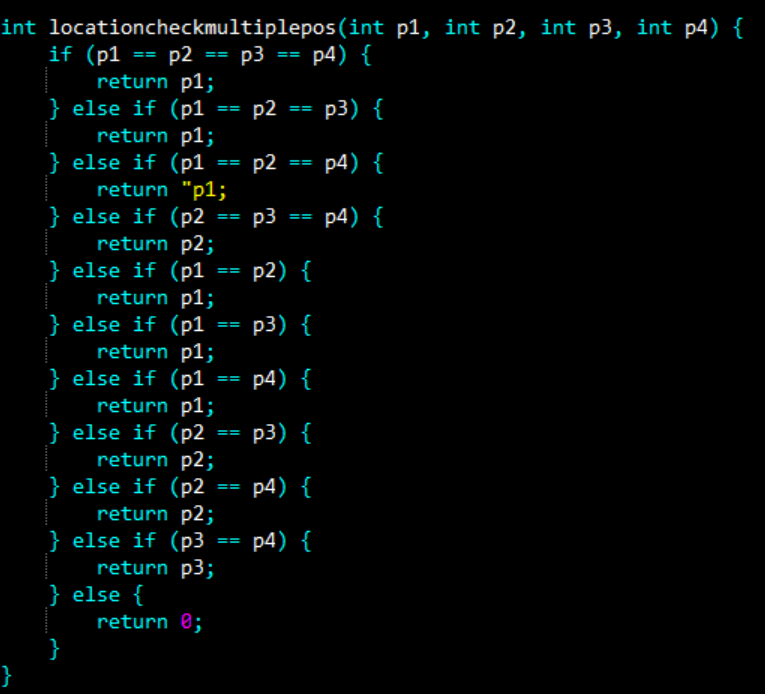 int locationcheckmultiplepos(int p1, int p2, int p3, int p4) {
    if (p1 == p2 == p3 == p4) {
        return p1;
    } else if (p1 == p2 == p3) {
        return p1;
    } else if (p1 == p2 == p4) {
        return "p1;
    } else if (p2 == p3 == p4) {
        return p2;
    } else if (p1 == p2) {
        return p1;
    } else if (p1 == p3) {
        return p1;
    } else if (p1 == p4) {
        return p1;
    } else if (p2 == p3) {
        return p2;
    } else if (p2 == p4) {
        return p2;
    } else if (p3 == p4) {
        return p3;
    } else {
        return 0;
    }
}